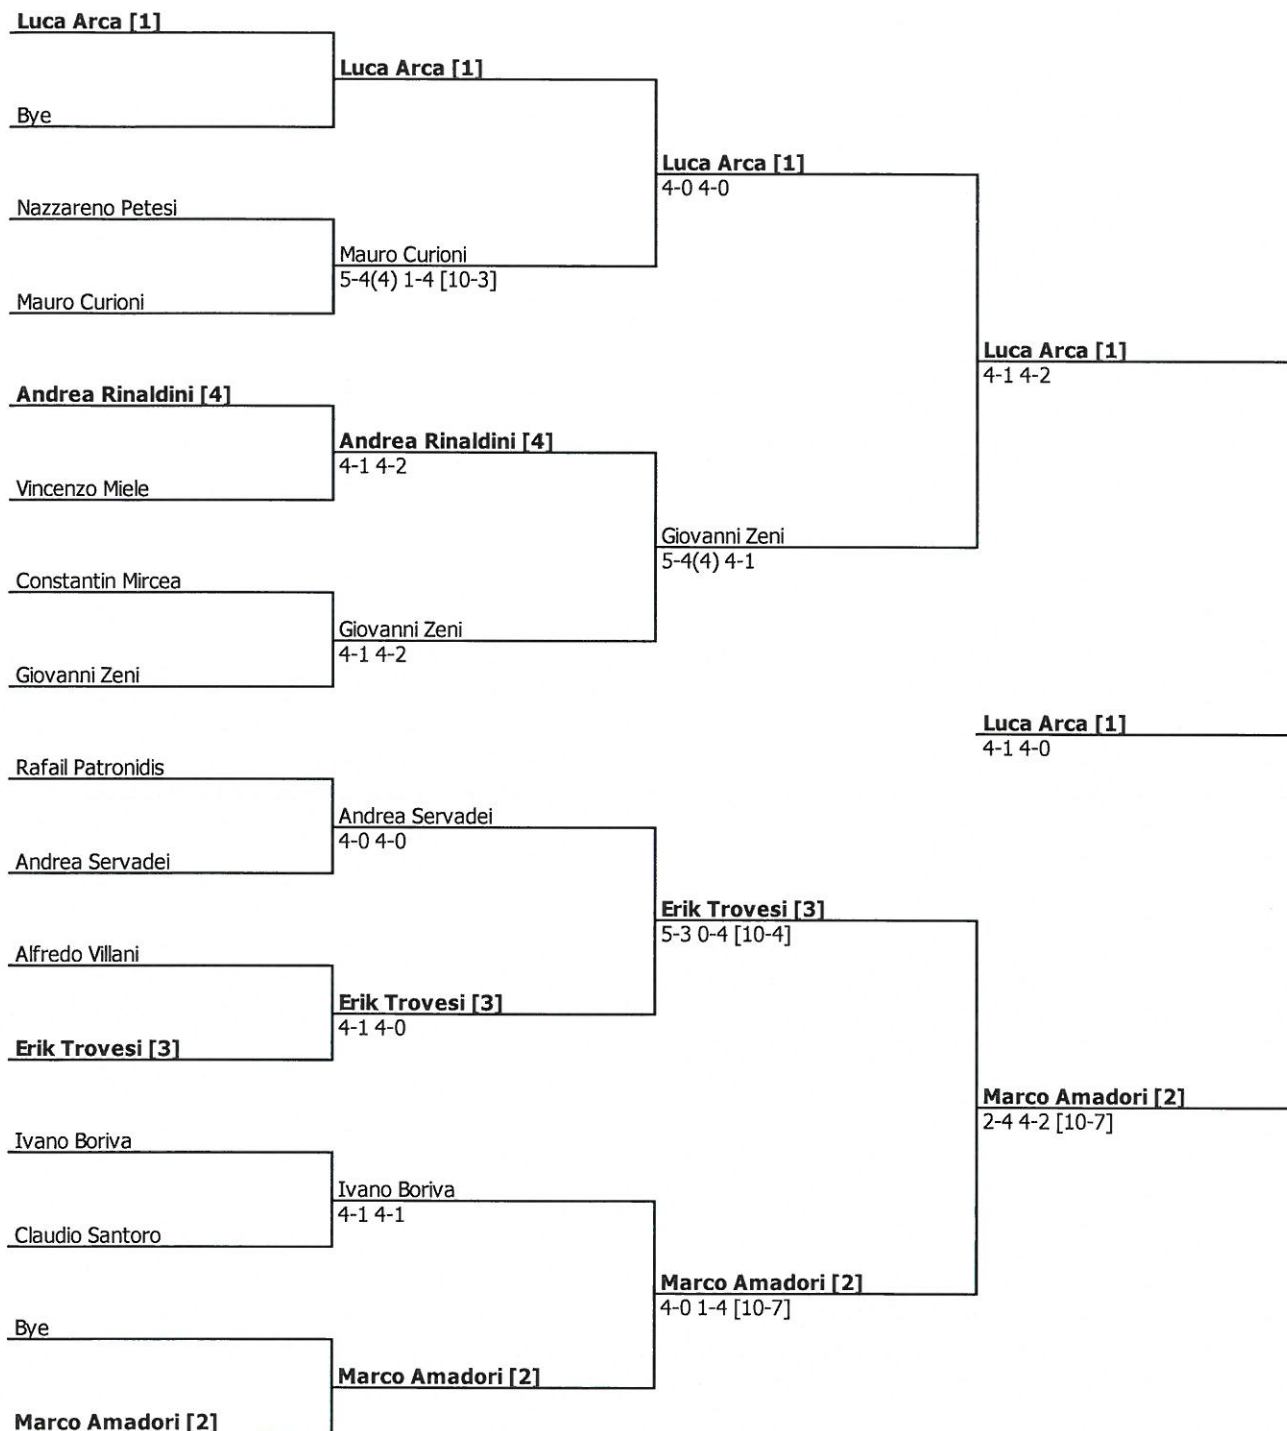 Luca Arca [1]
Luca Arca [1]
Bye
Luca Arca [1]
4-0 4-0
Nazzareno Petesi
Mauro Curioni
5-4(4) 1-4 [10-3]
Mauro Curioni
Luca Arca [1]
4-1 4-2
Andrea Rinaldini [4]
Andrea Rinaldini [4]
4-1 4-2
Vincenzo Miele
Giovanni Zeni
5-4(4) 4-1
Constantin Mircea
Giovanni Zeni
4-1 4-2
Giovanni Zeni
Luca Arca [1]
4-1 4-0
Rafail Patronidis
Andrea Servadei
4-0 4-0
Andrea Servadei
Erik Trovesi [3]
5-3 0-4 [10-4]
Alfredo Villani
Erik Trovesi [3]
4-1 4-0
Erik Trovesi [3]
Marco Amadori [2]
2-4 4-2 [10-7]
Ivano Boriva
Ivano Boriva
4-1 4-1
Claudio Santoro
Marco Amadori [2]
4-0 1-4 [10-7]
Bye
Marco Amadori [2]
Marco Amadori [2]